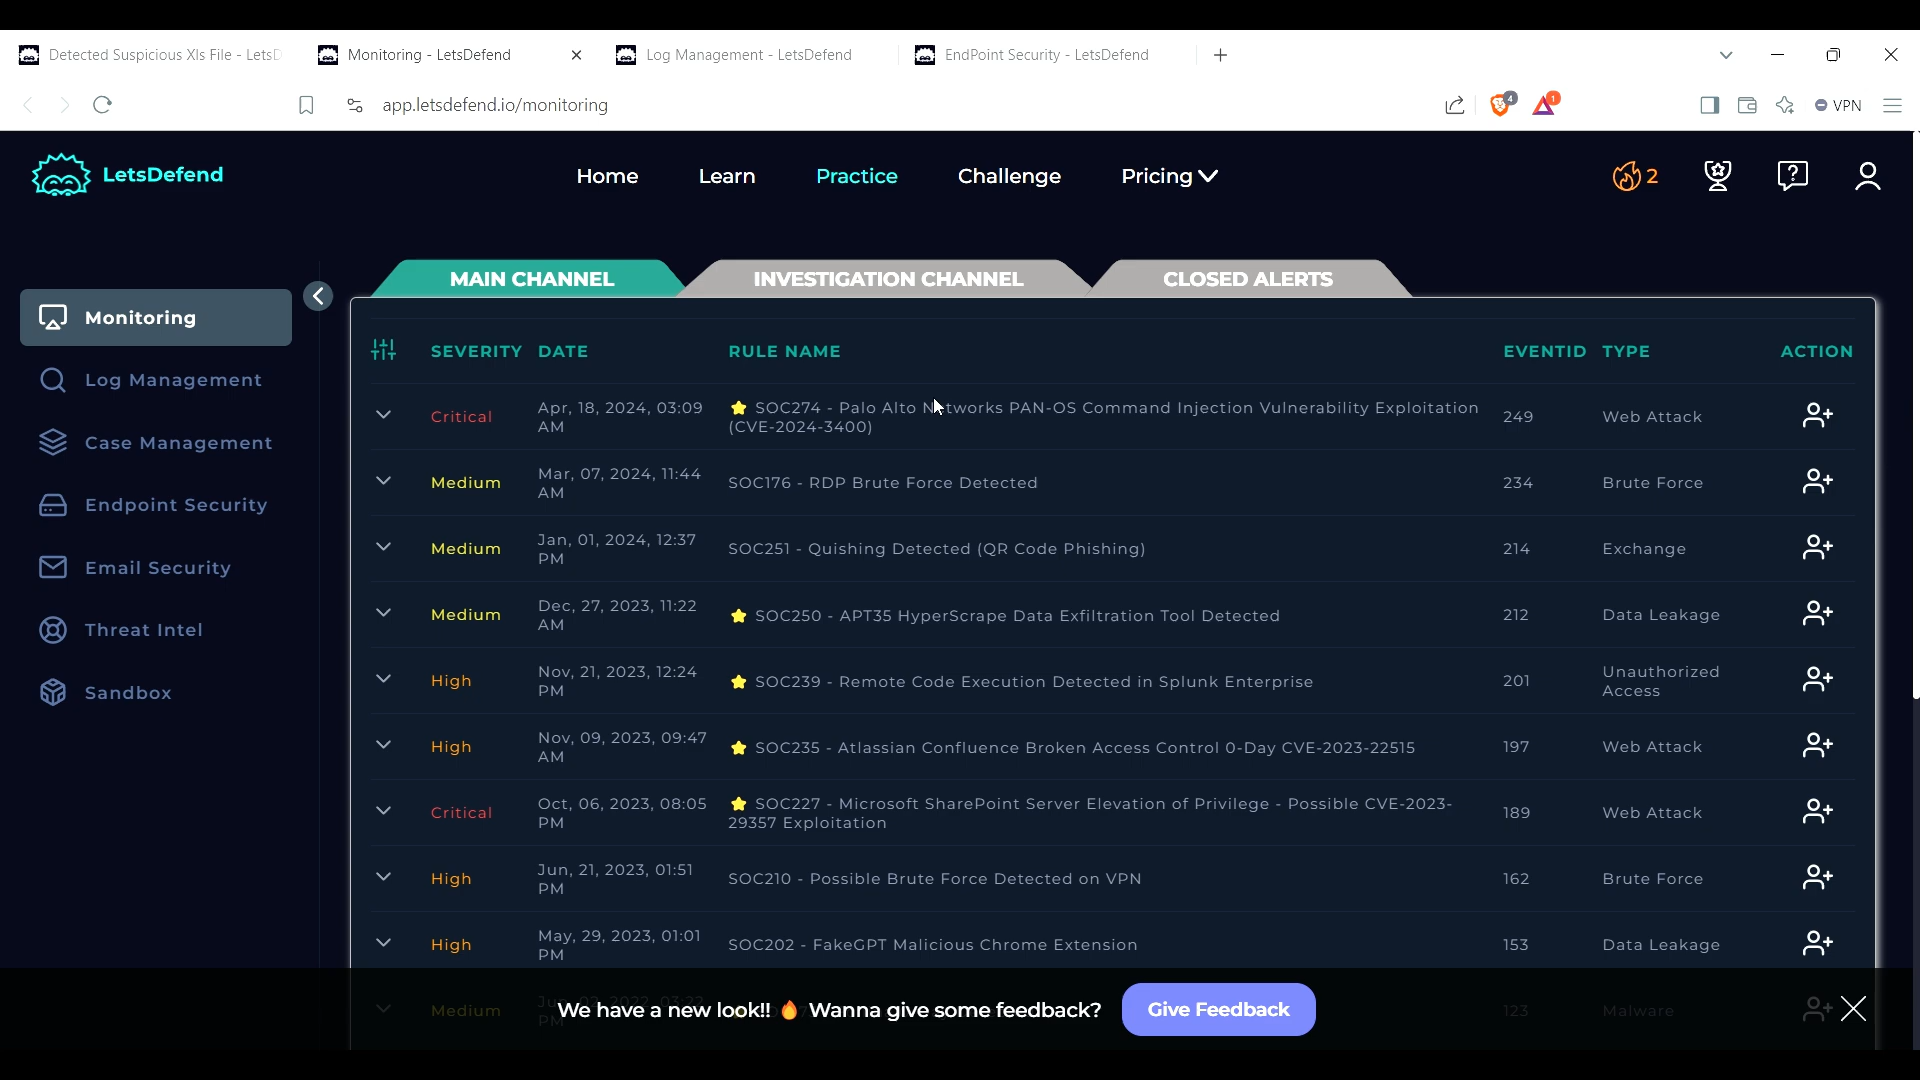 Detected Suspicious Xls File - LetsD
Monitoring - LetsDefend
Log Management - LetsDefend
EndPoint Security - LetsDefend
app.letsdefend.io/monitoring
4
1
VPN
LetsDefend
Home
Learn
Practice
Challenge
Pricing
2
MAIN CHANNEL
INVESTIGATION CHANNEL
CLOSED ALERTS
Monitoring
Log Management
Case Management
Endpoint Security
Email Security
Threat Intel
Sandbox
SEVERITY DATE RULE NAME EVENTID TYPE ACTION
Critical
Apr, 18, 2024, 03:09
AM
SOC274 - Palo Alto Networks PAN-OS Command Injection Vulnerability Exploitation
(CVE-2024-3400)
249
Web Attack
Medium
Mar, 07, 2024, 11:44
AM
SOC176 - RDP Brute Force Detected
234
Brute Force
Medium
Jan, 01, 2024, 12:37
PM
SOC251 - Quishing Detected (QR Code Phishing)
214
Exchange
Medium
Dec, 27, 2023, 11:22
AM
SOC250 - APT35 HyperScrape Data Exfiltration Tool Detected
212
Data Leakage
High
Nov, 21, 2023, 12:24
PM
SOC239 - Remote Code Execution Detected in Splunk Enterprise
201
Unauthorized
Access
High
Nov, 09, 2023, 09:47
AM
SOC235 - Atlassian Confluence Broken Access Control 0-Day CVE-2023-22515
197
Web Attack
Critical
Oct, 06, 2023, 08:05
PM
SOC227 - Microsoft SharePoint Server Elevation of Privilege - Possible CVE-2023-
29357 Exploitation
189
Web Attack
High
Jun, 21, 2023, 01:51
PM
SOC210 - Possible Brute Force Detected on VPN
162
Brute Force
High
May, 29, 2023, 01:01
PM
SOC202 - FakeGPT Malicious Chrome Extension
153
Data Leakage
Medium
PM
123
Malware
We have a new look!! 🔥 Wanna give some feedback?
Give Feedback